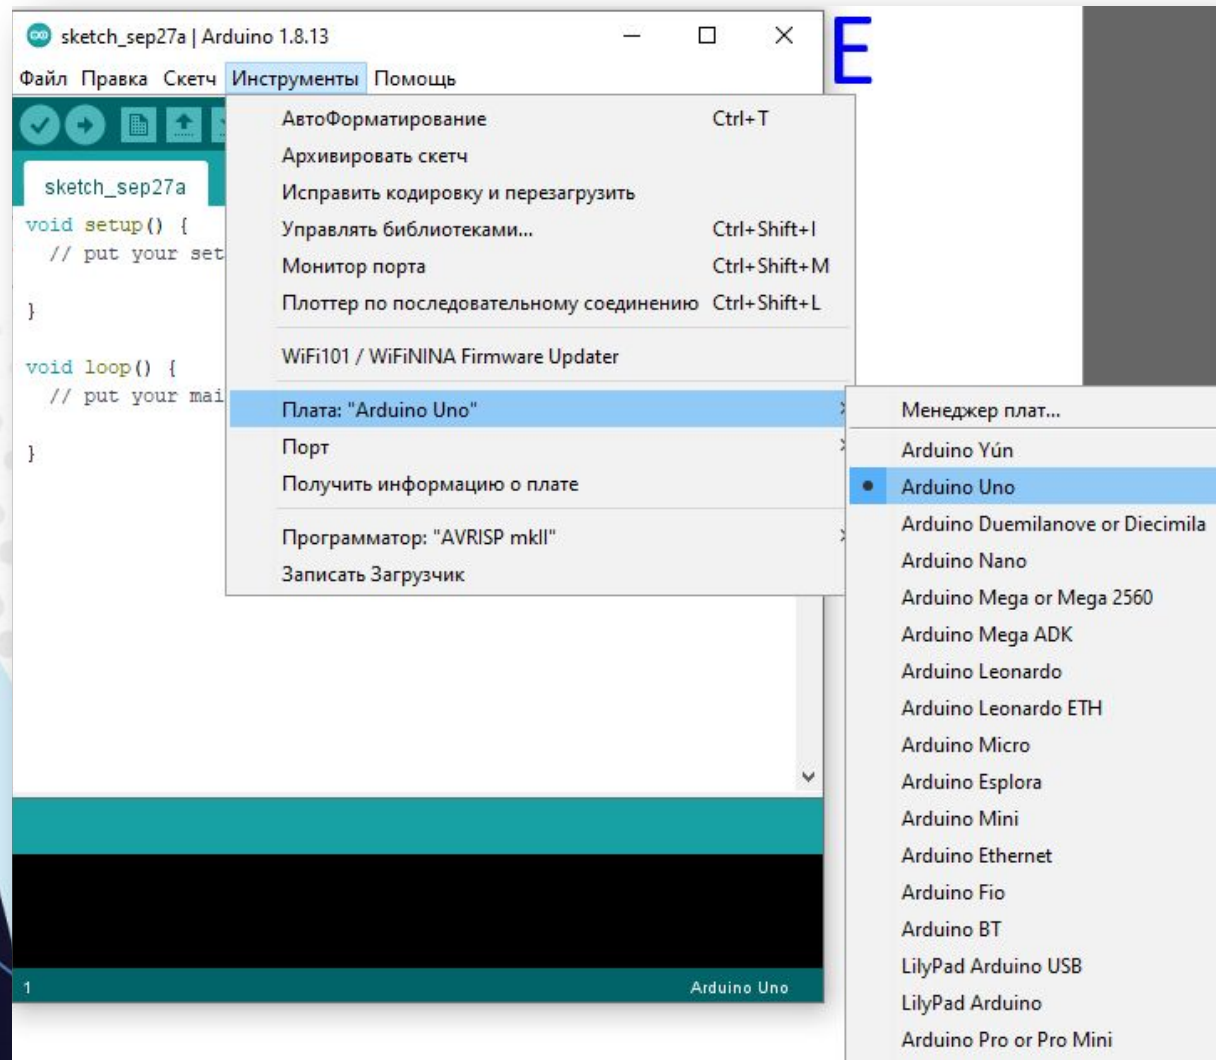 sketch_sep27a | Arduino 1.8.13
E
Файл Правка Скетч Инструменты Помощь
sketch_sep27a
void setup() {
// put your set
}
void loop() {
// put your mai
}
АвтоФорматирование Ctrl+T
Архивировать скетч
Исправить кодировку и перезагрузить
Управлять библиотеками... Ctrl+Shift+I
Монитор порта Ctrl+Shift+M
Плоттер по последовательному соединению Ctrl+Shift+L
WiFi101 / WiFiNINA Firmware Updater
Плата: "Arduino Uno"
Порт
Получить информацию о плате
Программатор: "AVRISP mkII"
Записать Загрузчик
Менеджер плат...
Arduino Yún
Arduino Uno
Arduino Duemilanove or Diecimila
Arduino Nano
Arduino Mega or Mega 2560
Arduino Mega ADK
Arduino Leonardo
Arduino Leonardo ETH
Arduino Micro
Arduino Esplora
Arduino Mini
Arduino Ethernet
Arduino Fio
Arduino BT
LilyPad Arduino USB
LilyPad Arduino
Arduino Pro or Pro Mini
1 Arduino Uno